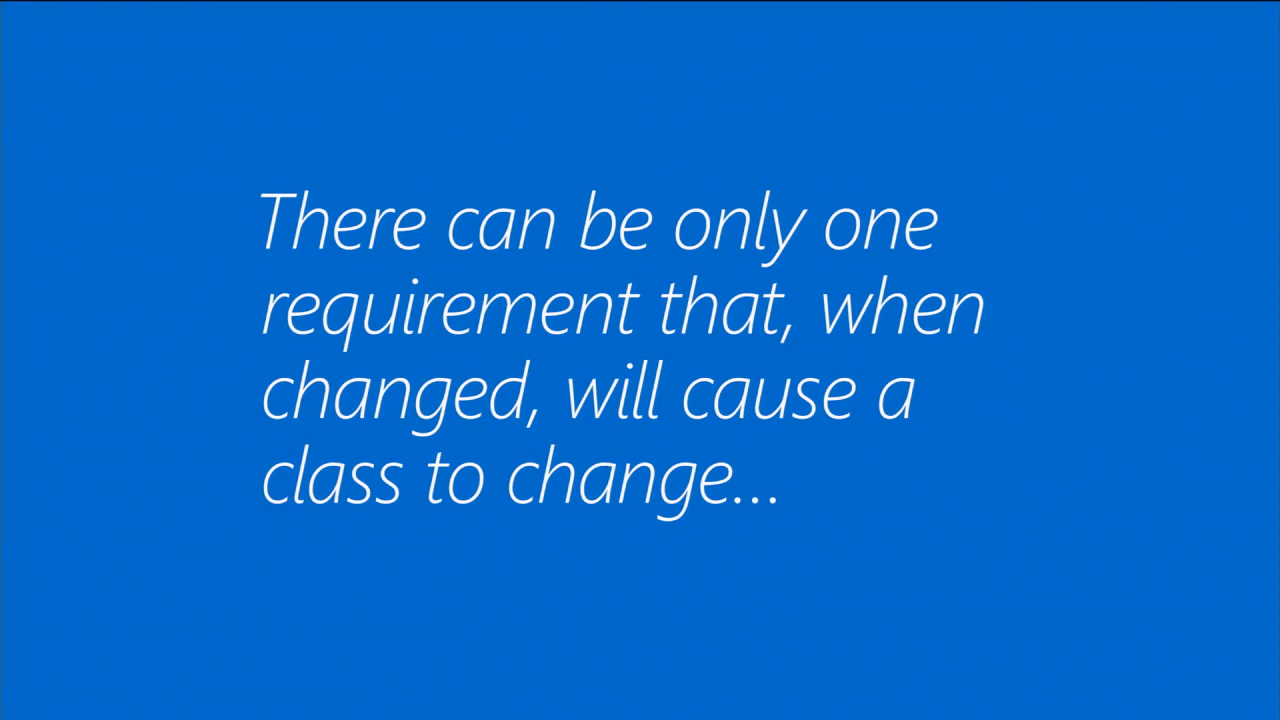 There can be only one
requirement that, when
changed, will cause a
class to change...